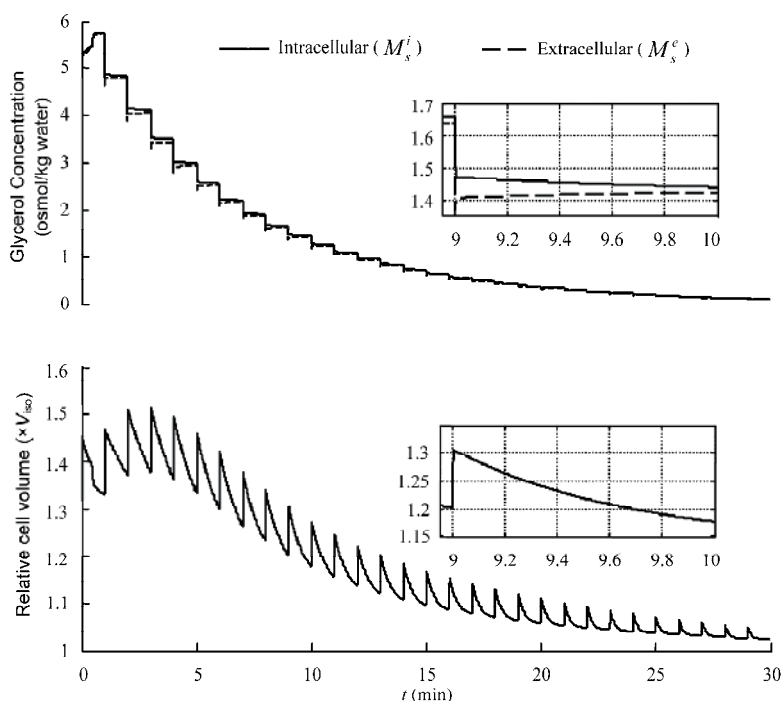 6
Intracellular ( M_s^i )
Extracellular ( M_s^e )
5
4
3
2
1
0
Glycerol Concentration
(osmol/kg water)
1.7
1.6
1.5
1.4
9 9.2 9.4 9.6 9.8 10
1.6
1.5
1.4
1.3
1.2
1.1
1
Relative cell volume (×V_iso)
1.3
1.25
1.2
1.15
9 9.2 9.4 9.6 9.8 10
0 5 10 15 20 25 30
t (min)